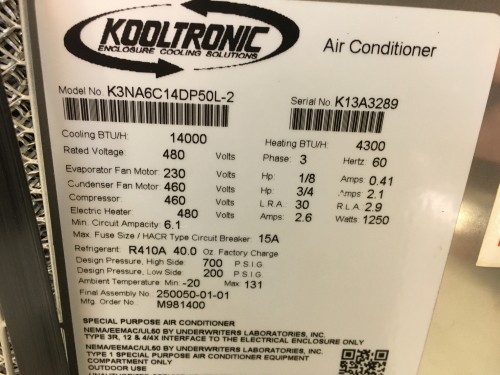 KOOLTRONIC
ENCLOSURE COOLING SOLUTIONS
Air Conditioner
Model No. K3NA6C14DP50L-2 Serial No. K13A3289
Cooling BTU/H: 14000 Heating BTU/H: 4300
Rated Voltage: 480 Volts Phase: 3 Hertz: 60
Evaporator Fan Motor: 230 Volts Hp: 1/8 Amps: 0.41
Condenser Fan Motor: 460 Volts Hp: 3/4 Amps: 2.1
Compressor: 460 Volts L.R.A. 30 R.L.A. 2.9
Electric Heater: 480 Volts Amps: 2.6 Watts: 1250
Min. Circuit Ampacity: 6.1
Max. Fuse Size / HACR Type Circuit Breaker: 15A
Refrigerant: R410A 40.0 Oz. Factory Charge
Design Pressure, High Side: 700 P.S.I.G.
Design Pressure, Low Side: 200 P.S.I.G.
Ambient Temperature Min: -20 Max: 131
Final Assembly No.: 250050-01-01
Mfg. Order No M981400
SPECIAL PURPOSE AIR CONDITIONER
NEMA/EEMAC/UL50 BY UNDERWRITERS LABORATORIES, INC.
TYPE 3R, 12 & 4/4X INTERFACE TO THE ELECTRICAL ENCLOSURE ONLY
NEMA/EEMAC/UL50 BY UNDERWRITERS LABORATORIES, INC.
TYPE 1 SPECIAL PURPOSE AIR CONDITIONER EQUIPMENT
COMPARTMENT ONLY
OUTDOOR USE